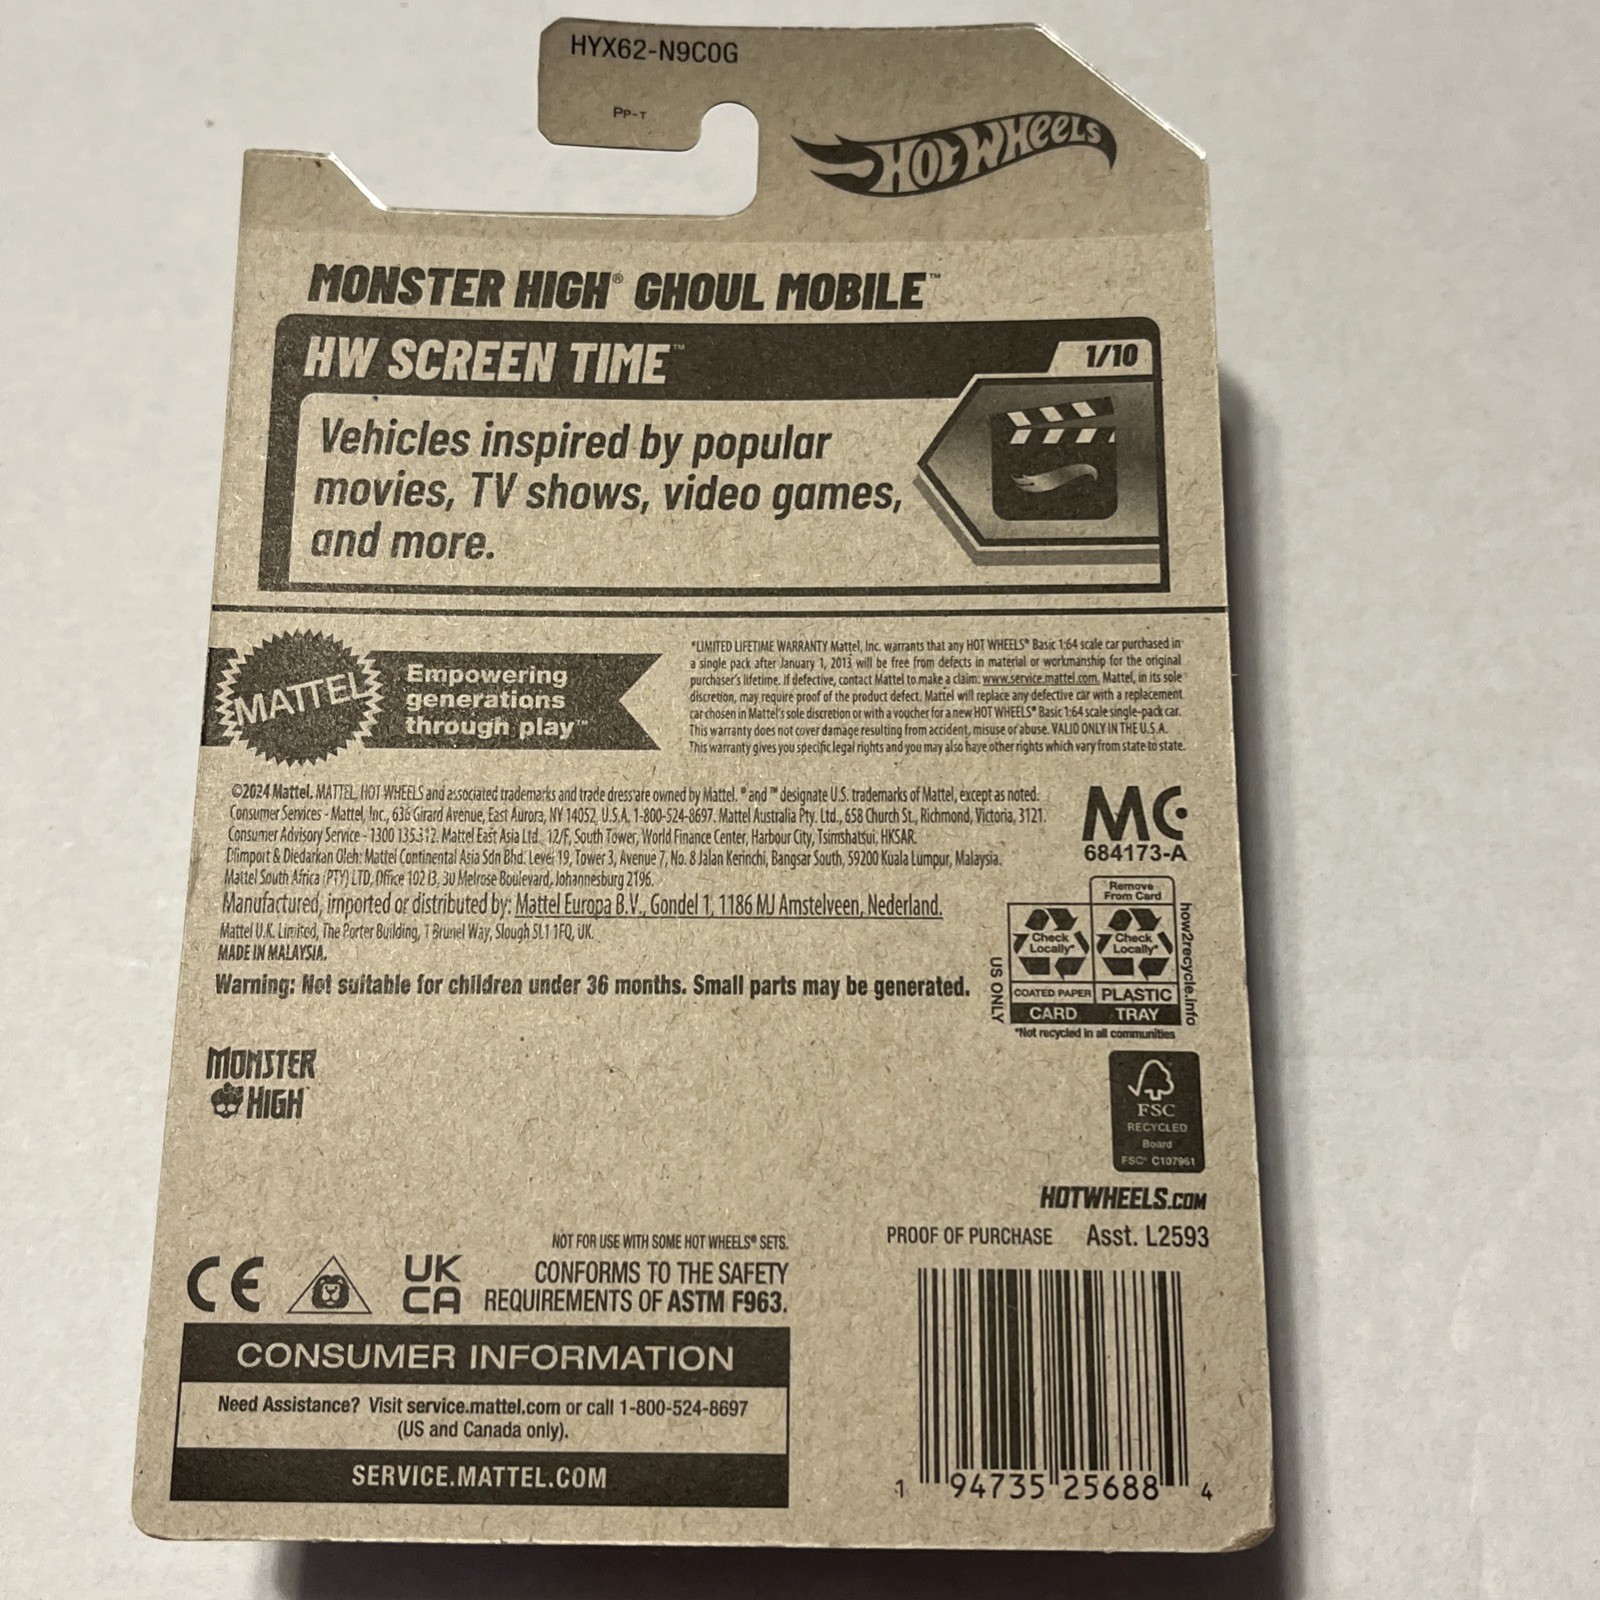 HYX62-N9C0G
PP-T
HOT WHEELS
MONSTER HIGH® GHOUL MOBILE™
HW SCREEN TIME™
1/10
Vehicles inspired by popular
movies, TV shows, video games,
and more.
MATTEL
Empowering
generations
through play™
*LIMITED LIFETIME WARRANTY Mattel, Inc. warrants that any HOT WHEELS® Basic 1:64 scale car purchased in
a single pack after January 1, 2013 will be free from defects in material or workmanship for the original
purchaser's lifetime. If defective, contact Mattel to make a claim: www.service.mattel.com. Mattel, in its sole
discretion, may require proof of the product defect. Mattel will replace any defective car with a replacement
car chosen in Mattel's sole discretion or with a voucher for a new HOT WHEELS® Basic 1:64 scale single-pack car.
This warranty does not cover damage resulting from accident, misuse or abuse. VALID ONLY IN THE U.S.A.
This warranty gives you specific legal rights and you may also have other rights which vary from state to state.
©2024 Mattel. MATTEL, HOT WHEELS and associated trademarks and trade dress are owned by Mattel. ® and ™ designate U.S. trademarks of Mattel, except as noted.
Consumer Services - Mattel, Inc., 636 Girard Avenue, East Aurora, NY 14052, U.S.A. 1-800-524-8697. Mattel Australia Pty. Ltd., 658 Church St., Richmond, Victoria, 3121.
Consumer Advisory Service - 1300 135 312. Mattel East Asia Ltd., 12/F, South Tower, World Finance Center, Harbour City, Tsimshatsui, HKSAR.
Diimport & Diedarkan Oleh: Mattel Continental Asia Sdn Bhd. Level 19, Tower 3, Avenue 7, No. 8 Jalan Kerinchi, Bangsar South, 59200 Kuala Lumpur, Malaysia.
Mattel South Africa (PTY) LTD, Office 102 I3, 30 Melrose Boulevard, Johannesburg 2196.
Manufactured, imported or distributed by: Mattel Europa B.V., Gondel 1, 1186 MJ Amstelveen, Nederland.
Mattel U.K. Limited, The Porter Building, 1 Brunel Way, Slough SL1 1FQ, UK.
MADE IN MALAYSIA.
Warning: Not suitable for children under 36 months. Small parts may be generated.
MC
684173-A
Remove
From Card
Check
Locally*
Check
Locally*
COATED PAPER
PLASTIC
CARD
TRAY
US ONLY
how2recycle.info
*Not recycled in all communities
MONSTER
HIGH
FSC
RECYCLED
Board
FSC® C107961
HOTWHEELS.COM
PROOF OF PURCHASE Asst. L2593
NOT FOR USE WITH SOME HOT WHEELS® SETS.
CE
UK
CA
CONFORMS TO THE SAFETY
REQUIREMENTS OF ASTM F963.
CONSUMER INFORMATION
Need Assistance? Visit service.mattel.com or call 1-800-524-8697
(US and Canada only).
SERVICE.MATTEL.COM
1 94735 25688 4